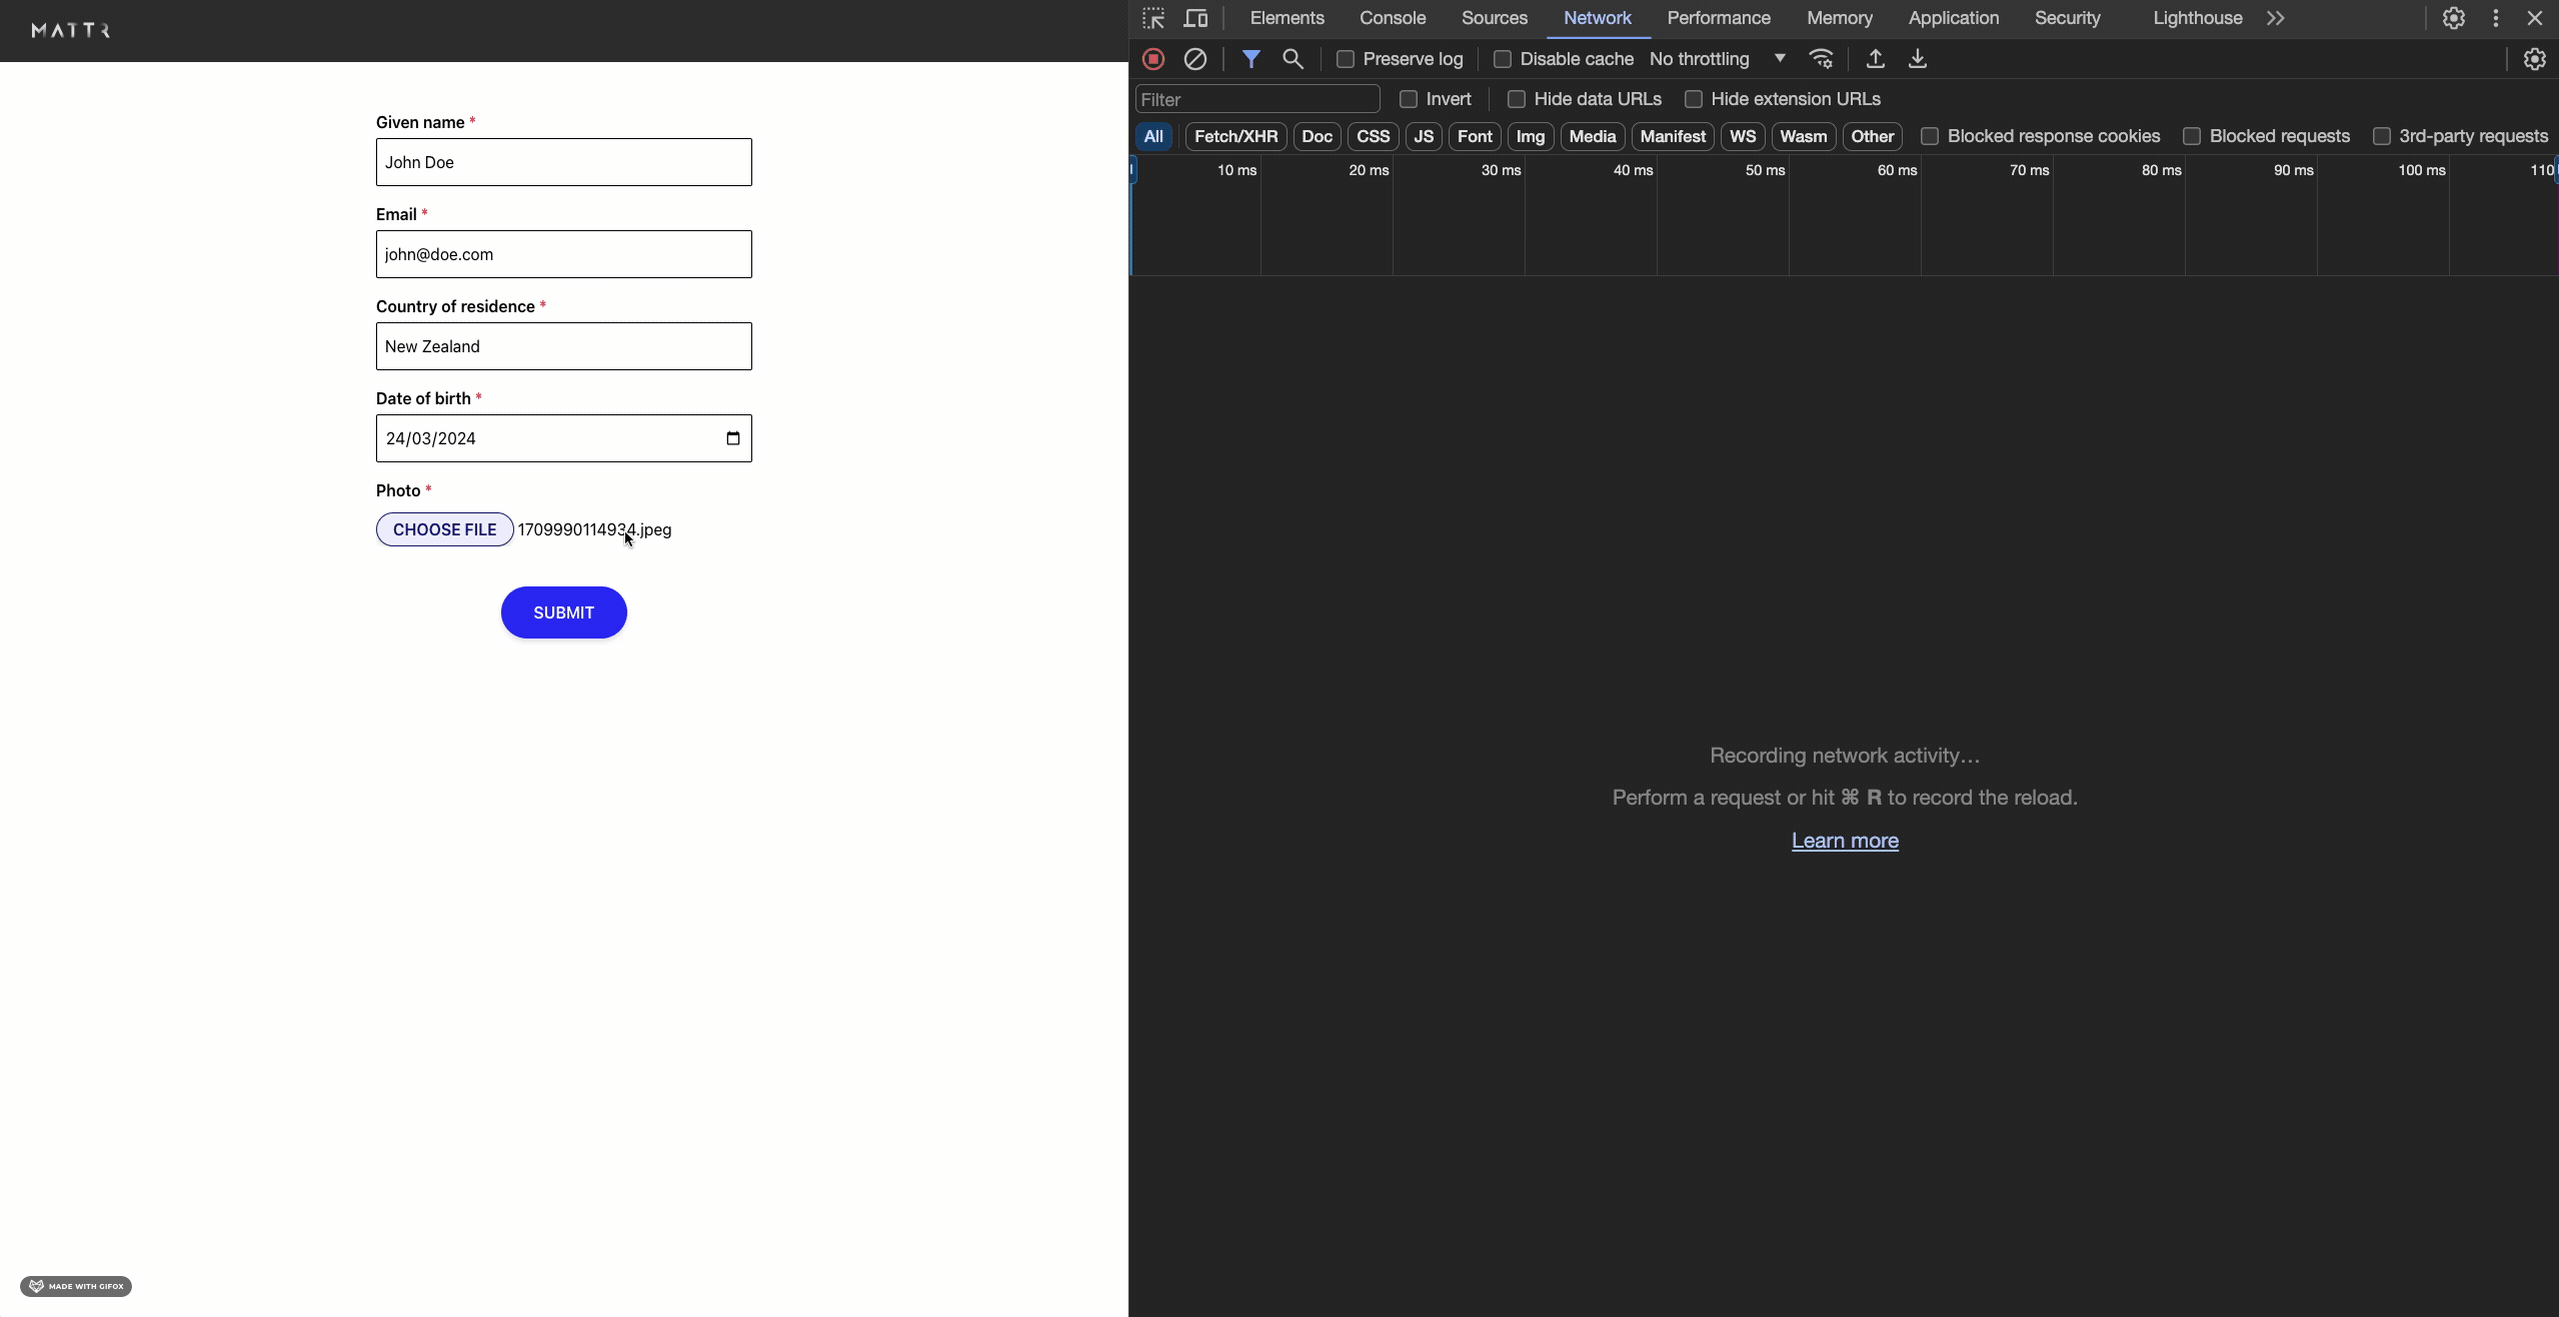 MATTR
Given name *
John Doe
Email *
john@doe.com
Country of residence *
New Zealand
Date of birth *
24/03/2024
Photo *
CHOOSE FILE 1709990114934.jpeg
SUBMIT
MADE WITH GIFOX
Elements Console Sources Network Performance Memory Application Security Lighthouse
Preserve log Disable cache No throttling
Filter Invert Hide data URLs Hide extension URLs
All Fetch/XHR Doc CSS JS Font Img Media Manifest WS Wasm Other Blocked response cookies Blocked requests 3rd-party requests
10 ms 20 ms 30 ms 40 ms 50 ms 60 ms 70 ms 80 ms 90 ms 100 ms 110
Recording network activity…
Perform a request or hit ⌘ R to record the reload.
Learn more